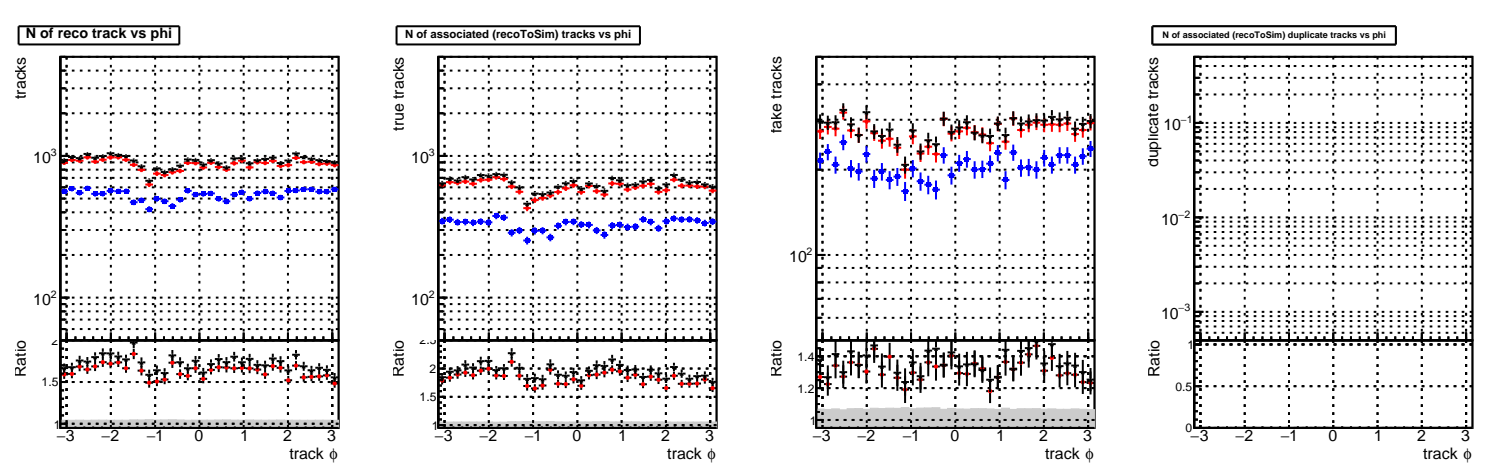 N of reco track vs phi
tracks
10³
10²
Ratio
2
1.5
1
−3 −2 −1 0 1 2 3
track ϕ
N of associated (recoToSim) tracks vs phi
true tracks
10³
10²
Ratio
2.5
2
1.5
1
−3 −2 −1 0 1 2 3
track ϕ
fake tracks
10²
Ratio
1.4
1.2
1
−3 −2 −1 0 1 2 3
track ϕ
N of associated (recoToSim) duplicate tracks vs phi
duplicate tracks
10⁻¹
10⁻²
10⁻³
Ratio
1
0.5
0
−3 −2 −1 0 1 2 3
track ϕ